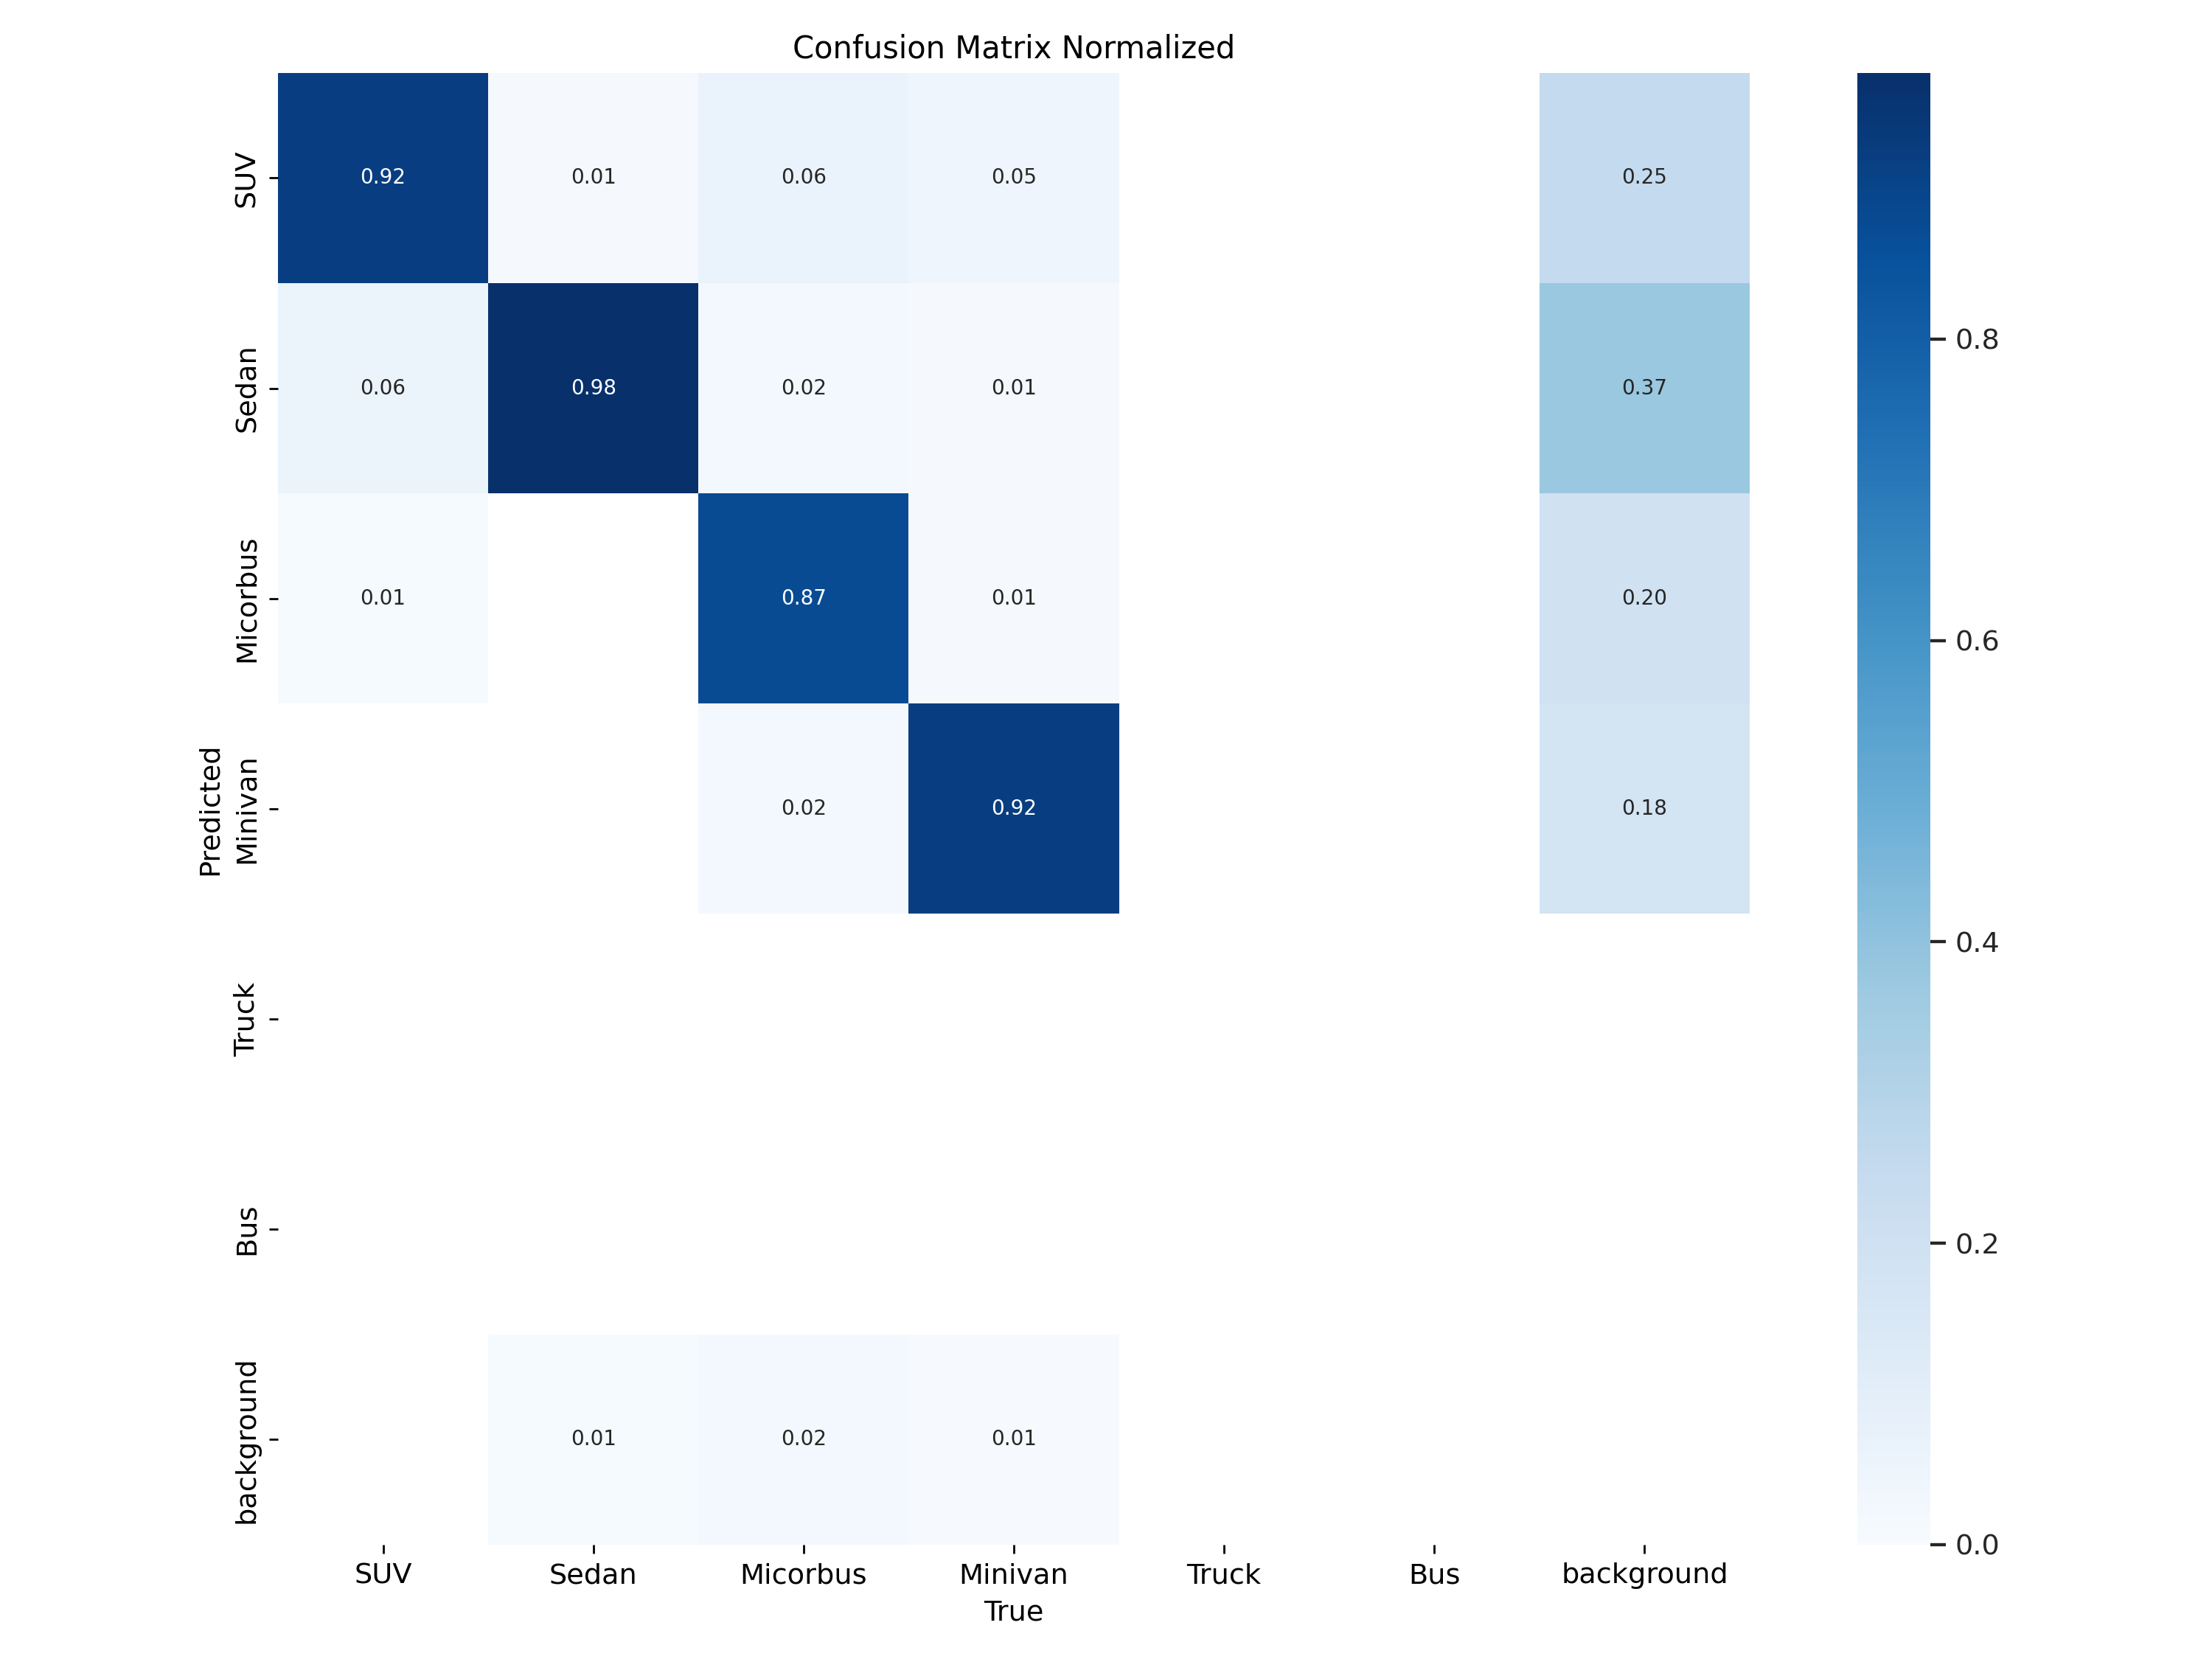 Confusion Matrix Normalized
SUV 0.92 0.01 0.06 0.05 0.25
Sedan 0.06 0.98 0.02 0.01 0.37
Micorbus 0.01 0.87 0.01 0.20
Minivan 0.02 0.92 0.18
Truck
Bus
background 0.01 0.02 0.01
Predicted
SUV Sedan Micorbus Minivan Truck Bus background
True
0.8
0.6
0.4
0.2
0.0